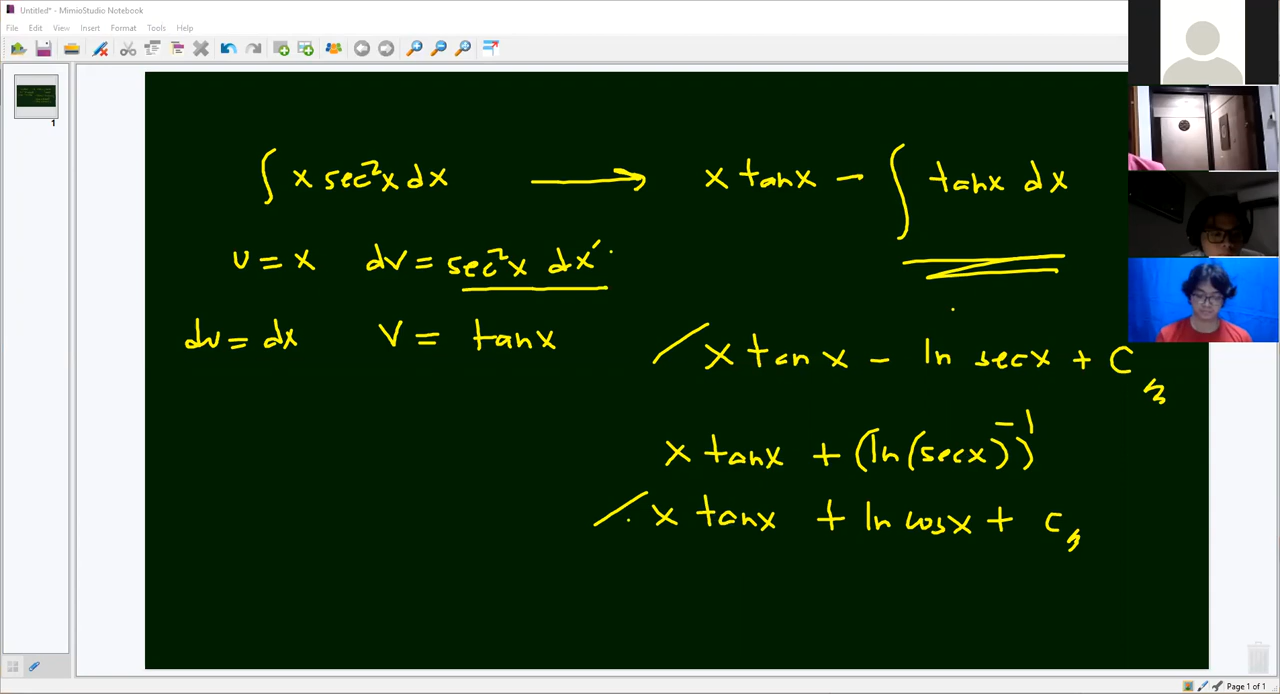 Untitled* - MimioStudio Notebook
File Edit View Insert Format Tools Help
1
∫ x sec²x dx → x tanx - ∫ tanx dx
u = x dv = sec²x dx
du = dx v = tanx
x tan x - ln secx + C
x tanx + (ln(secx)⁻¹)
x tanx + ln cosx + c
Page 1 of 1